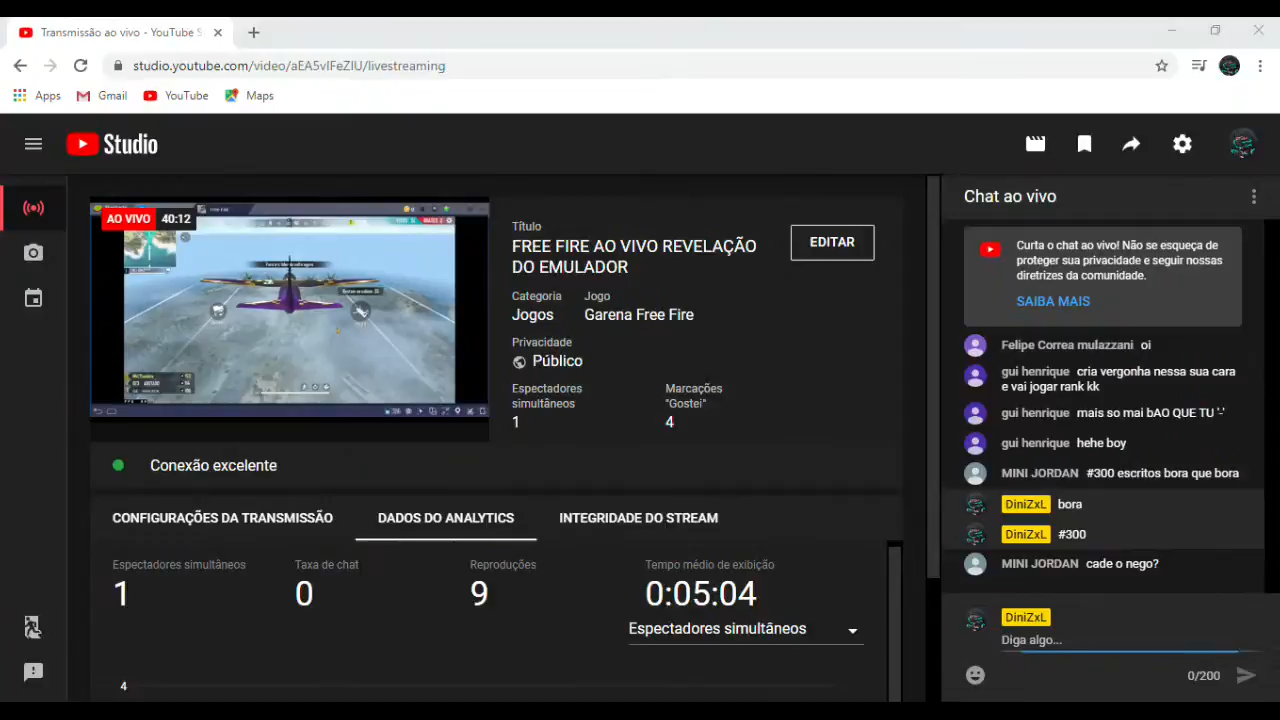 Transmissão ao vivo - YouTube S
studio.youtube.com/video/aEA5vIFeZIU/livestreaming
Apps
Gmail
YouTube
Maps
Studio
AO VIVO 40:12
Título
FREE FIRE AO VIVO REVELAÇÃO
DO EMULADOR
EDITAR
Categoria
Jogo
Jogos
Garena Free Fire
Privacidade
Público
Espectadores
simultâneos
Marcações
"Gostei"
1
4
Conexão excelente
CONFIGURAÇÕES DA TRANSMISSÃO
DADOS DO ANALYTICS
INTEGRIDADE DO STREAM
Espectadores simultâneos
Taxa de chat
Reproduções
Tempo médio de exibição
1
0
9
0:05:04
Espectadores simultâneos
4
Chat ao vivo
Curta o chat ao vivo! Não se esqueça de
proteger sua privacidade e seguir nossas
diretrizes da comunidade.
SAIBA MAIS
Felipe Correa mulazzani oi
gui henrique cria vergonha nessa sua cara
e vai jogar rank kk
gui henrique mais so mai bAO QUE TU '-'
gui henrique hehe boy
MINI JORDAN #300 escritos bora que bora
DiniZxL bora
DiniZxL #300
MINI JORDAN cade o nego?
DiniZxL
Diga algo...
0/200